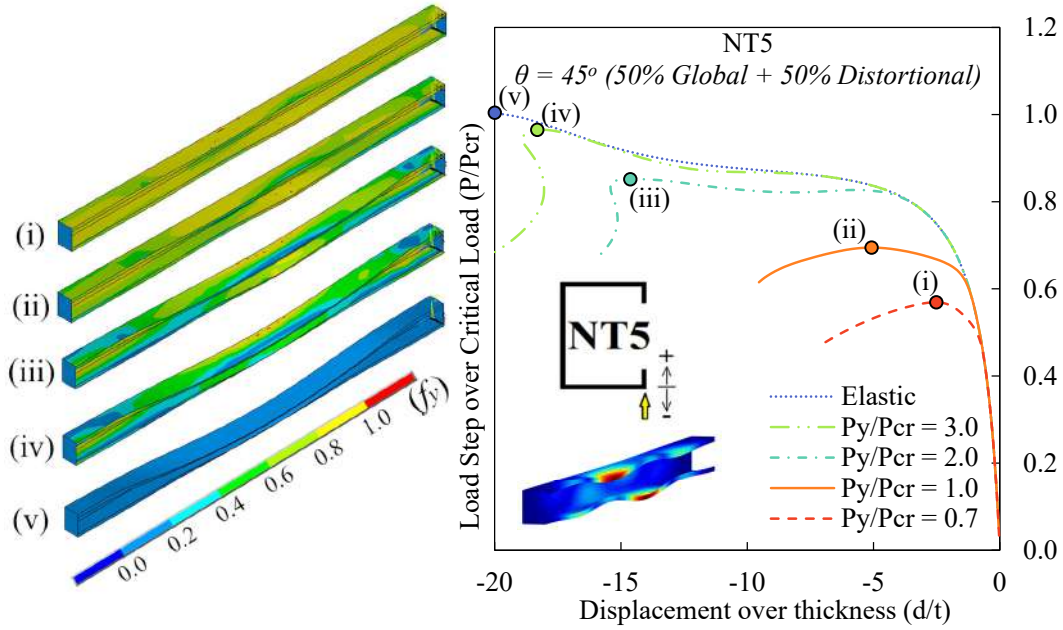 (i)
(ii)
(iii)
(iv)
(v)
0.0
0.2
0.4
0.6
0.8
1.0
(fy)
NT5
θ = 45º (50% Global + 50% Distortional)
(v)
(iv)
(iii)
(ii)
(i)
NT5
+
-
Elastic
Py/Pcr = 3.0
Py/Pcr = 2.0
Py/Pcr = 1.0
Py/Pcr = 0.7
Load Step over Critical Load (P/Pcr)
1.2
1.0
0.8
0.6
0.4
0.2
0.0
-20
-15
-10
-5
0
Displacement over thickness (d/t)